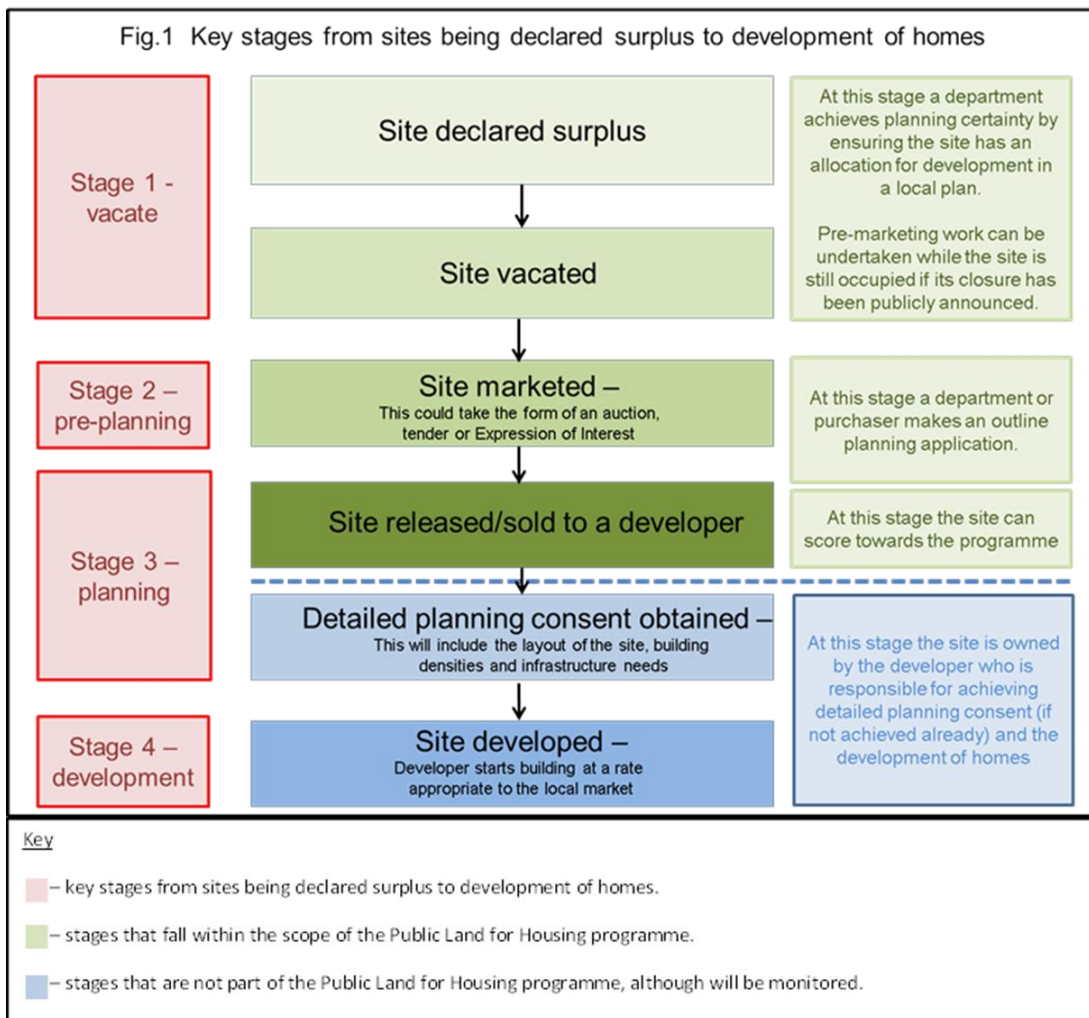 Fig.1 Key stages from sites being declared surplus to development of homes
Stage 1 -
vacate
Site declared surplus
Site vacated
At this stage a department
achieves planning certainty by
ensuring the site has an
allocation for development in
a local plan.
Pre-marketing work can be
undertaken while the site is
still occupied if its closure has
been publicly announced.
Stage 2 –
pre-planning
Site marketed –
This could take the form of an auction,
tender or Expression of Interest
At this stage a department or
purchaser makes an outline
planning application.
Stage 3 –
planning
Site released/sold to a developer
At this stage the site can
score towards the programme
Detailed planning consent obtained –
This will include the layout of the site, building
densities and infrastructure needs
At this stage the site is owned
by the developer who is
responsible for achieving
detailed planning consent (if
not achieved already) and the
development of homes
Stage 4 –
development
Site developed –
Developer starts building at a rate
appropriate to the local market
Key
– key stages from sites being declared surplus to development of homes.
– stages that fall within the scope of the Public Land for Housing programme.
– stages that are not part of the Public Land for Housing programme, although will be monitored.